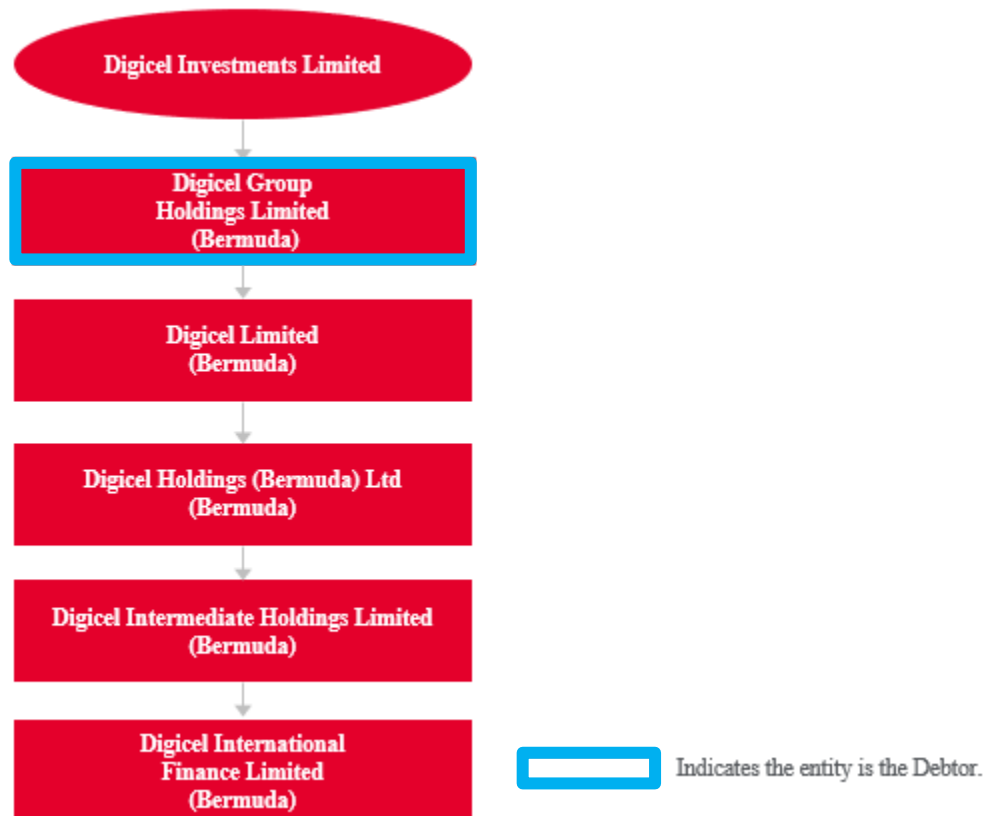 Digicel Investments Limited
Digicel Group
Holdings Limited
(Bermuda)
Digicel Limited
(Bermuda)
Digicel Holdings (Bermuda) Ltd
(Bermuda)
Digicel Intermediate Holdings Limited
(Bermuda)
Digicel International
Finance Limited
(Bermuda)
Indicates the entity is the Debtor.